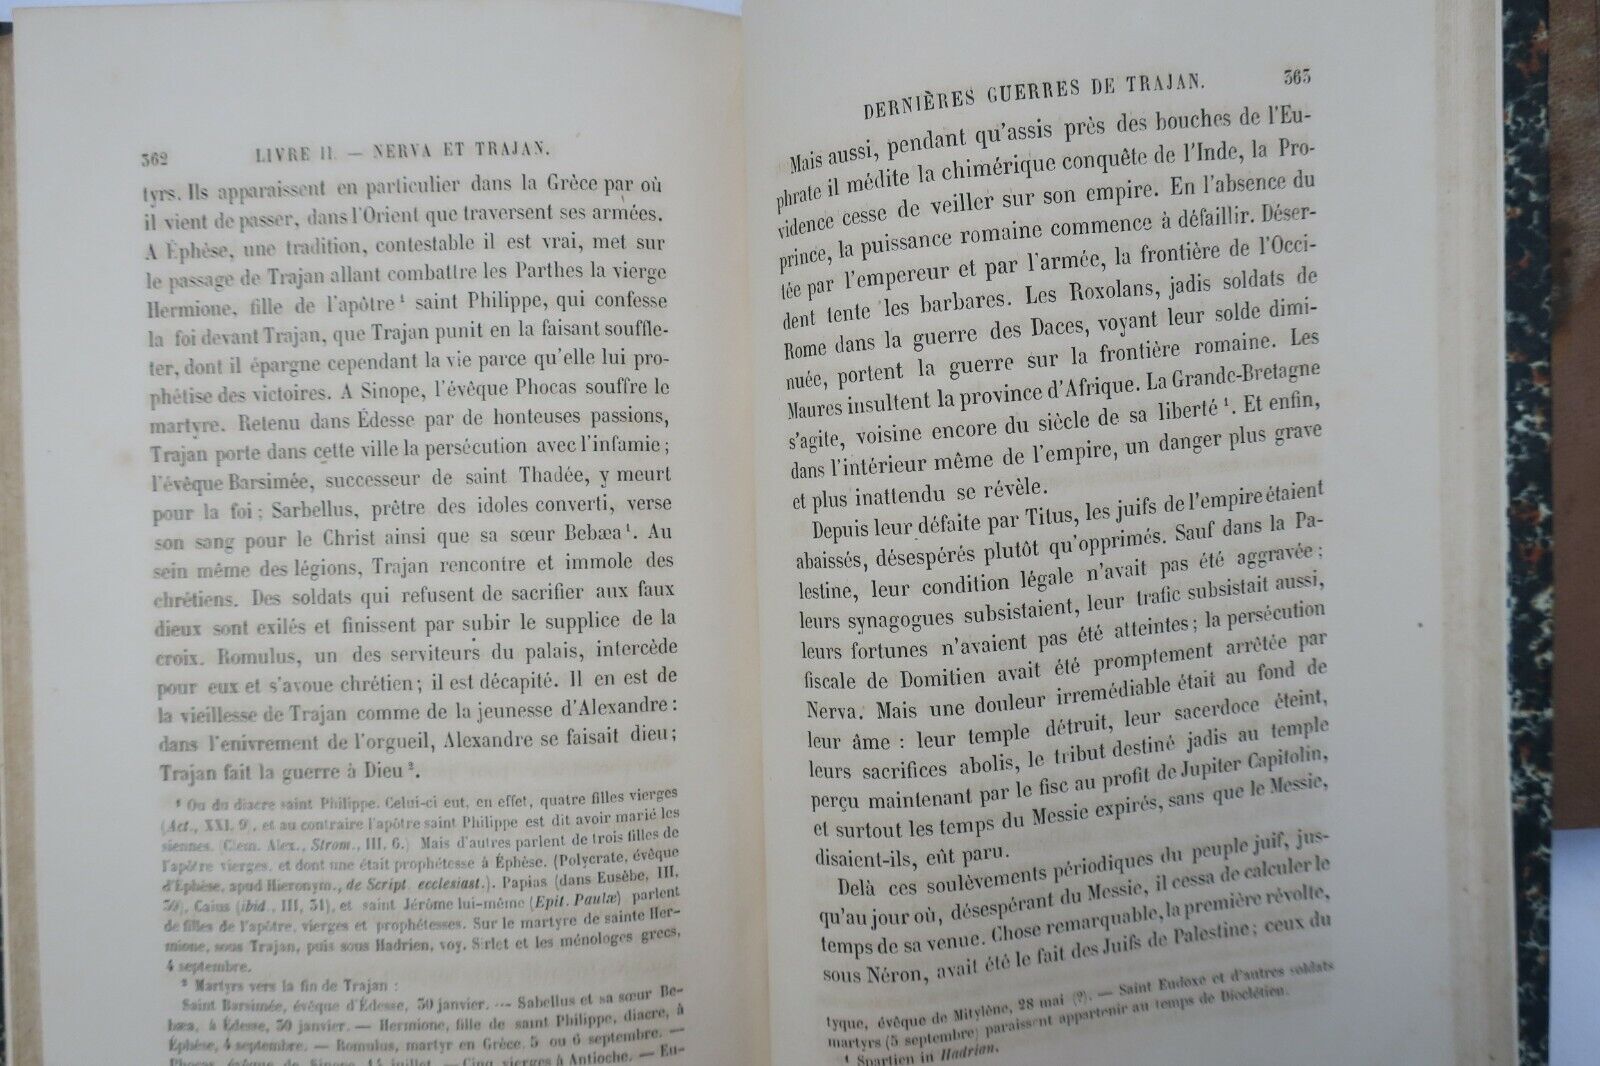 362 LIVRE II. — NERVA ET TRAJAN.
tyrs. Ils apparaissent en particulier dans la Grèce par où
il vient de passer, dans l'Orient que traversent ses armées.
A Éphèse, une tradition, contestable il est vrai, met sur
le passage de Trajan allant combattre les Parthes la vierge
Hermione, fille de l'apôtre¹ saint Philippe, qui confesse
la foi devant Trajan, que Trajan punit en la faisant souffle-
ter, dont il épargne cependant la vie parce qu'elle lui pro-
phétise des victoires. A Sinope, l'évêque Phocas souffre le
martyre. Retenu dans Édesse par de honteuses passions,
Trajan porte dans cette ville la persécution avec l'infamie ;
l'évêque Barsimée, successeur de saint Thadée, y meurt
pour la foi ; Sarbellus, prêtre des idoles converti, verse
son sang pour le Christ ainsi que sa sœur Bebæa¹. Au
sein même des légions, Trajan rencontre et immole des
chrétiens. Des soldats qui refusent de sacrifier aux faux
dieux sont exilés et finissent par subir le supplice de la
croix. Romulus, un des serviteurs du palais, intercède
pour eux et s'avoue chrétien ; il est décapité. Il en est de
la vieillesse de Trajan comme de la jeunesse d'Alexandre :
dans l'enivrement de l'orgueil, Alexandre se faisait dieu ;
Trajan fait la guerre à Dieu².
¹ Ou du diacre saint Philippe. Celui-ci eut, en effet, quatre filles vierges
(Act., XXI, 9), et au contraire l'apôtre saint Philippe est dit avoir marié les
siennes. (Clem. Alex., Strom., III, 6.) Mais d'autres parlent de trois filles de
l'apôtre vierges, et dont une était prophétesse à Éphèse. (Polycrate, évêque
d'Éphèse, apud Hieronym., de Script. ecclesiast.). Papias (dans Eusèbe, III,
39), Caius (ibid., III, 31), et saint Jérôme lui-même (Epit. Paulæ) parlent
de filles de l'apôtre, vierges et prophétesses. Sur le martyre de sainte Her-
mione, sous Trajan, puis sous Hadrien, voy. Sirlet et les ménologes grecs,
4 septembre.
² Martyrs vers la fin de Trajan :
Saint Barsimée, évêque d'Édesse, 30 janvier. — Sabellus et sa sœur Be-
bæa, à Édesse, 30 janvier. — Hermione, fille de saint Philippe, diacre, à
Éphèse, 4 septembre. — Romulus, martyr en Grèce, 5 ou 6 septembre. —
Phocas, évêque de Sinope, 14 juillet. — Cinq vierges à Antioche. — Eu-
DERNIÈRES GUERRES DE TRAJAN. 363
Mais aussi, pendant qu'assis près des bouches de l'Eu-
phrate il médite la chimérique conquête de l'Inde, la Pro-
vidence cesse de veiller sur son empire. En l'absence du
prince, la puissance romaine commence à défaillir. Déser-
tée par l'empereur et par l'armée, la frontière de l'Occi-
dent tente les barbares. Les Roxolans, jadis soldats de
Rome dans la guerre des Daces, voyant leur solde dimi-
nuée, portent la guerre sur la frontière romaine. Les
Maures insultent la province d'Afrique. La Grande-Bretagne
s'agite, voisine encore du siècle de sa liberté¹. Et enfin,
dans l'intérieur même de l'empire, un danger plus grave
et plus inattendu se révèle.
Depuis leur défaite par Titus, les juifs de l'empire étaient
abaissés, désespérés plutôt qu'opprimés. Sauf dans la Pa-
lestine, leur condition légale n'avait pas été aggravée ;
leurs synagogues subsistaient, leur trafic subsistait aussi,
leurs fortunes n'avaient pas été atteintes ; la persécution
fiscale de Domitien avait été promptement arrêtée par
Nerva. Mais une douleur irremédiable était au fond de
leur âme : leur temple détruit, leur sacerdoce éteint,
leurs sacrifices abolis, le tribut destiné jadis au temple
perçu maintenant par le fisc au profit de Jupiter Capitolin,
et surtout les temps du Messie expirés, sans que le Messie,
disaient-ils, eût paru.
Delà ces soulèvements périodiques du peuple juif, jus-
qu'au jour où, désespérant du Messie, il cessa de calculer le
temps de sa venue. Chose remarquable, la première révolte,
sous Néron, avait été le fait des Juifs de Palestine ; ceux du
tyque, évêque de Mitylène, 28 mai (?). — Saint Eudoxe et d'autres soldats
martyrs (5 septembre) paraissent appartenir au temps de Dioclétien.
¹ Spartien in Hadrian.